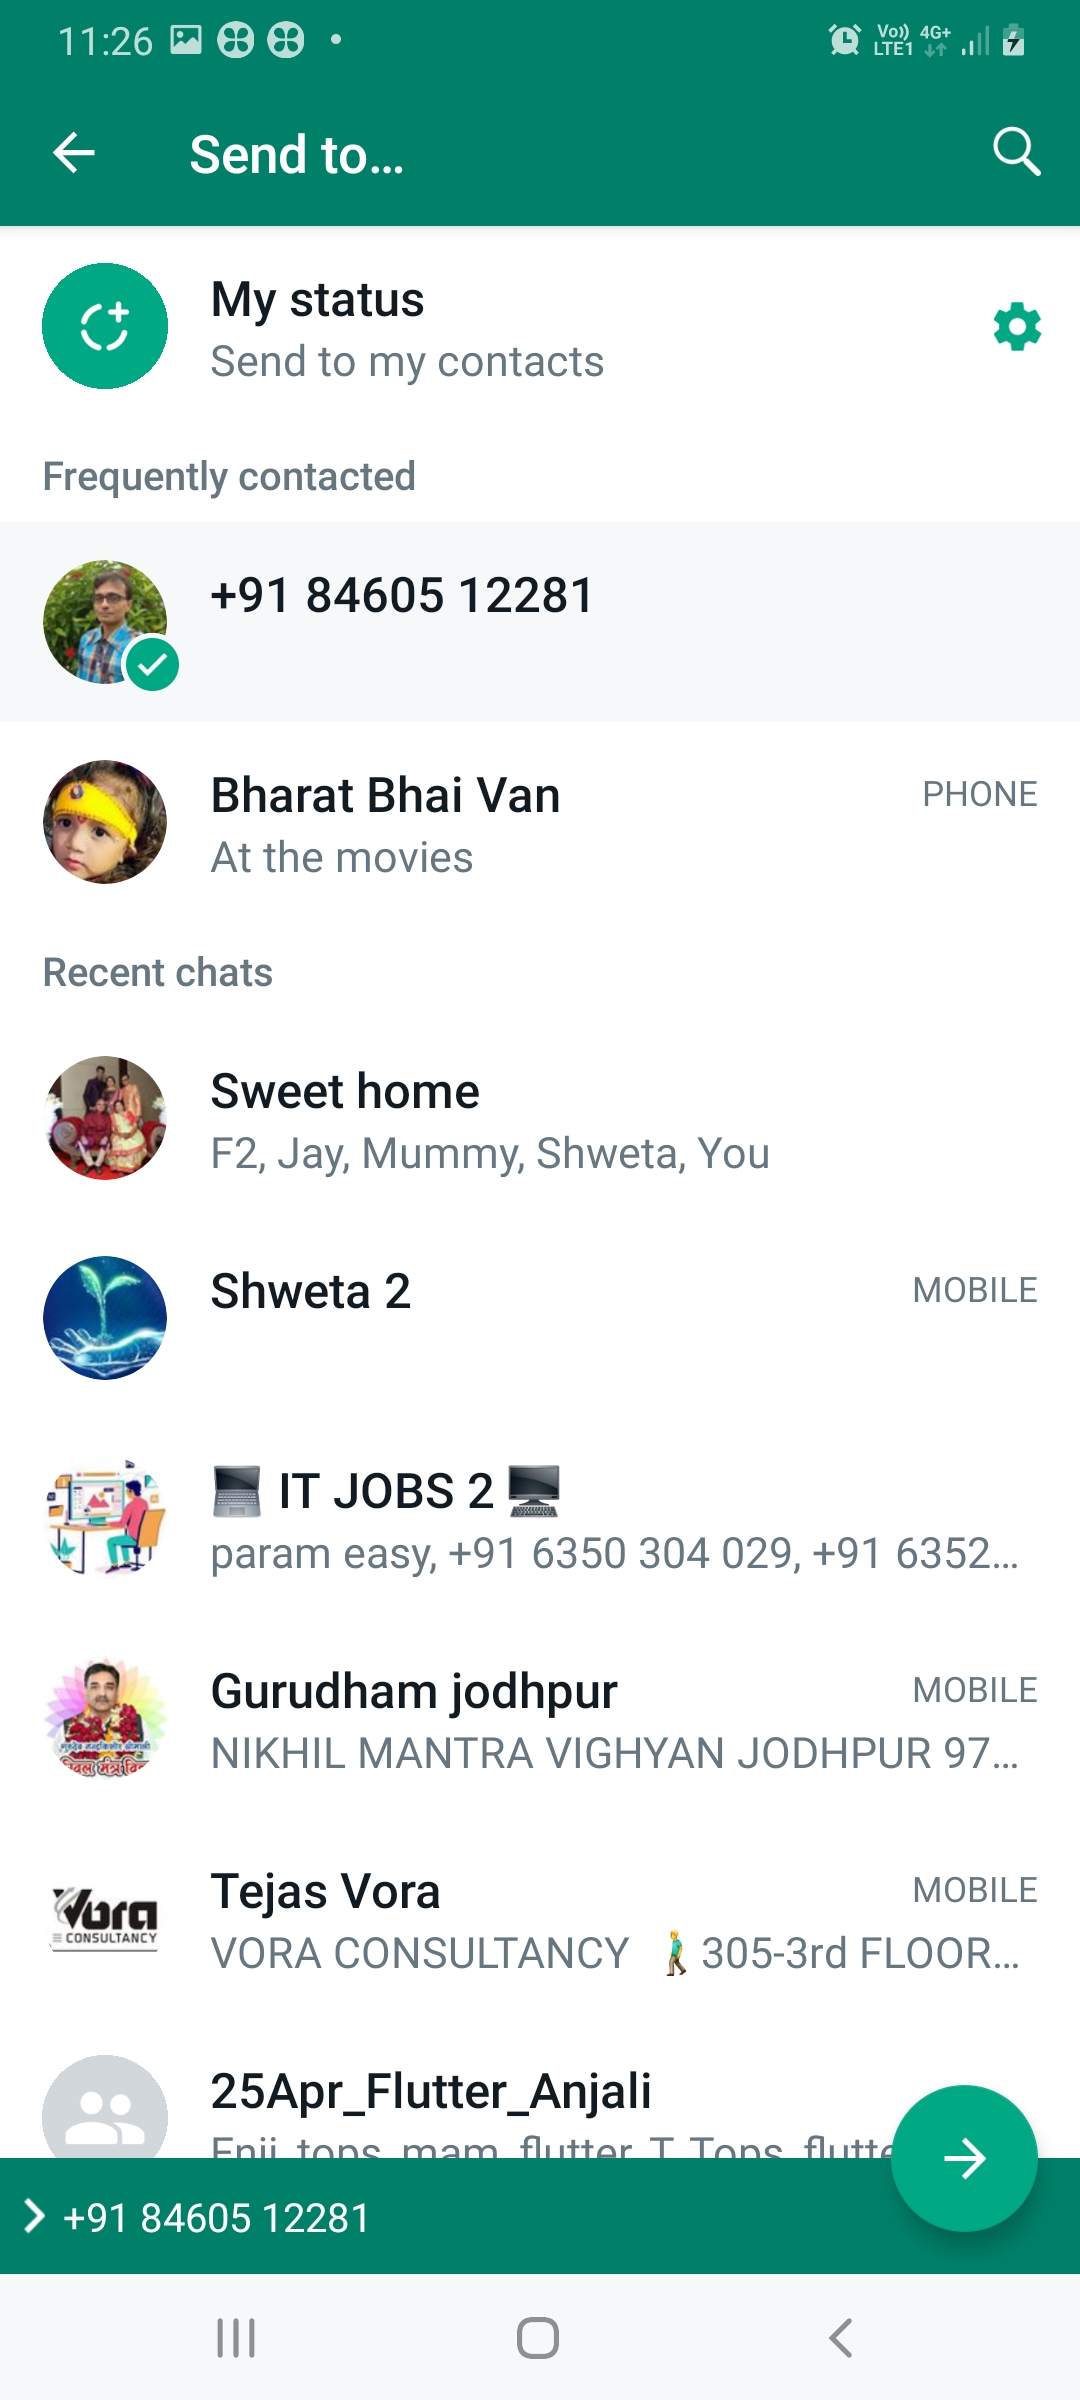 11:26
Vo)) 4G+
LTE1
Send to...
My status
Send to my contacts
Frequently contacted
+91 84605 12281
Bharat Bhai Van PHONE
At the movies
Recent chats
Sweet home
F2, Jay, Mummy, Shweta, You
Shweta 2 MOBILE
💻 IT JOBS 2 🖥
param easy, +91 6350 304 029, +91 6352...
Gurudham jodhpur MOBILE
NIKHIL MANTRA VIGHYAN JODHPUR 97...
Tejas Vora MOBILE
Vora
CONSULTANCY
VORA CONSULTANCY 🚶‍♂️305-3rd FLOOR...
25Apr_Flutter_Anjali
+91 84605 12281